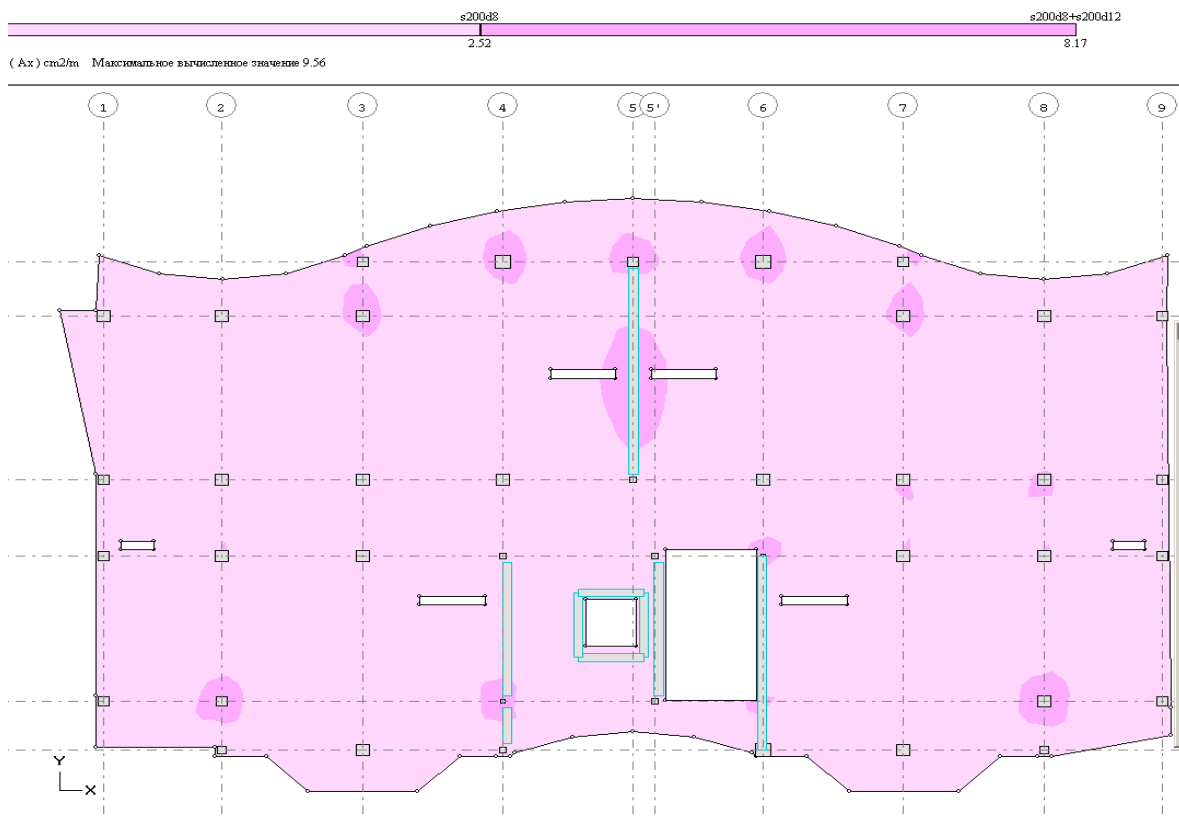 s200d8 s200d8+s200d12
2.52 8.17
( Ax ) cm2/m Максимальное вычисленное значение 9.56
1 2 3 4 5 5' 6 7 8 9
Y
X